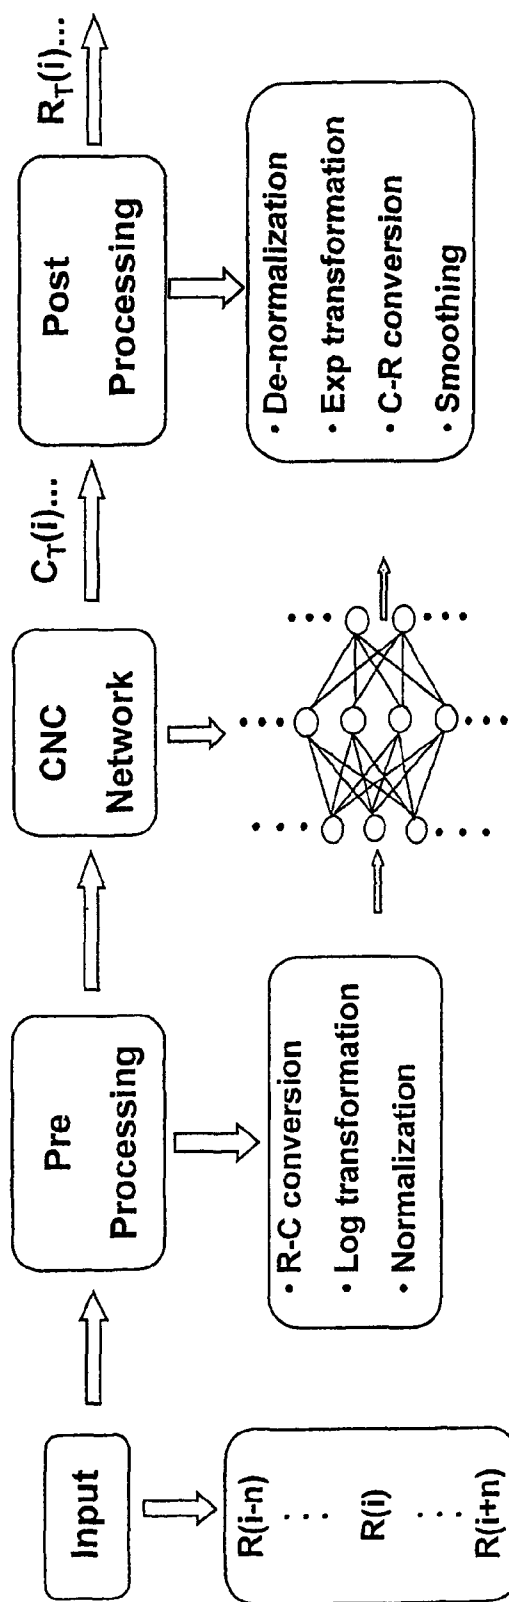 Input
R(i-n)
R(i)
R(i+n)
Pre
Processing
• R-C conversion
• Log transformation
• Normalization
CNC
Network
C_T(i)...
Post
Processing
• De-normalization
• Exp transformation
• C-R conversion
• Smoothing
R_T(i)...